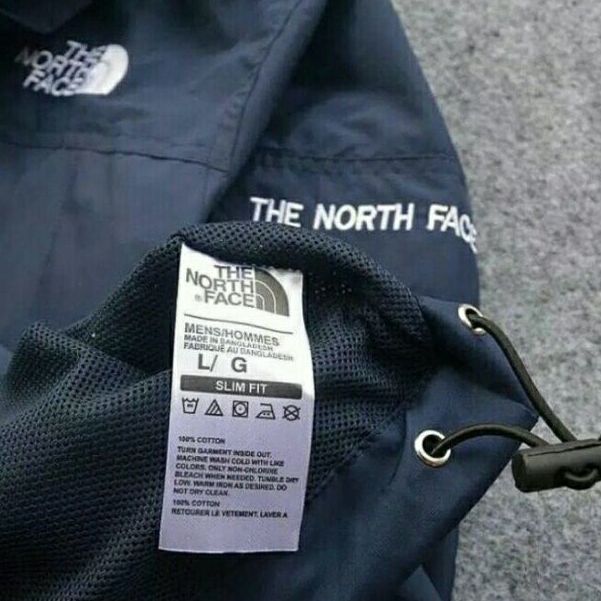 THE
NORTH
FACE
THE NORTH FACE
THE
NORTH
® FACE
MENS/HOMMES
MADE IN BANGLADESH
FABRIQUÉ AU BANGLADESH
L/ G
SLIM FIT
100% COTTON
TURN GARMENT INSIDE OUT.
MACHINE WASH COLD WITH LIKE
COLORS. ONLY NON-CHLORINE
BLEACH WHEN NEEDED. TUMBLE DRY
LOW. WARM IRON AS DESIRED. DO
NOT DRY CLEAN.
100% COTTON
RETOURER LE VETEMENT. LAVER A